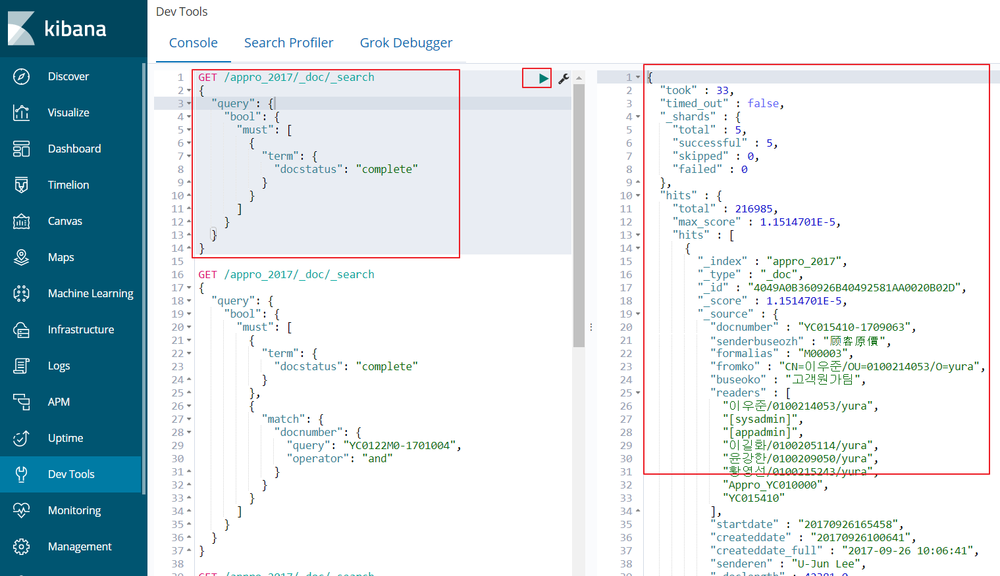 kibana
Discover
Visualize
Dashboard
Timelion
Canvas
Maps
Machine Learning
Infrastructure
Logs
APM
Uptime
Dev Tools
Monitoring
Management
Dev Tools
Console Search Profiler Grok Debugger
1 GET /appro_2017/_doc/_search
2 {
3 "query": {
4 "bool": {
5 "must": [
6 {
7 "term": {
8 "docstatus": "complete"
9 }
10 }
11 ]
12 }
13 }
14 }
15
16 GET /appro_2017/_doc/_search
17 {
18 "query": {
19 "bool": {
20 "must": [
21 {
22 "term": {
23 "docstatus": "complete"
24 }
25 },
26 {
27 "match": {
28 "docnumber": {
29 "query": "YC0122M0-1701004",
30 "operator": "and"
31 }
32 }
33 }
34 ]
35 }
36 }
37 }
38
39 GET /appro_2017/_doc/_search
1 {
2 "took" : 33,
3 "timed_out" : false,
4 "_shards" : {
5 "total" : 5,
6 "successful" : 5,
7 "skipped" : 0,
8 "failed" : 0
9 },
10 "hits" : {
11 "total" : 216985,
12 "max_score" : 1.1514701E-5,
13 "hits" : [
14 {
15 "_index" : "appro_2017",
16 "_type" : "_doc",
17 "_id" : "4049A0B360926B40492581AA0020B02D",
18 "_score" : 1.1514701E-5,
19 "_source" : {
20 "docnumber" : "YC015410-1709063",
21 "senderbuseozh" : "顾客原價",
22 "formalias" : "M00003",
23 "fromko" : "CN=이우준/OU=0100214053/O=yura",
24 "buseoko" : "고객원가팀",
25 "readers" : [
26 "이우준/0100214053/yura",
27 "[sysadmin]",
28 "[appadmin]",
29 "이길화/0100205114/yura",
30 "윤강한/0100209050/yura",
31 "황영선/0100215243/yura",
32 "Appro_YC010000",
33 "YC015410"
34 ],
35 "startdate" : "20170926165458",
36 "createddate" : "20170926100641",
37 "createddate_full" : "2017-09-26 10:06:41",
38 "senderen" : "U-Jun Lee",
39 "doclength" : 42381.0